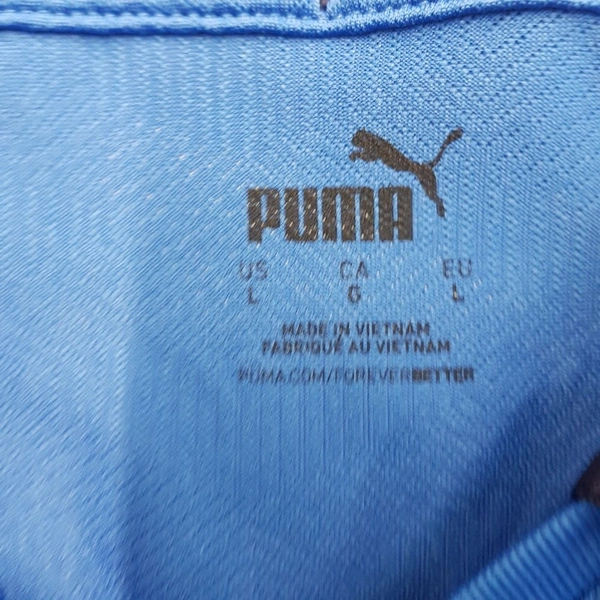 PUMA
US CA EU
L G L
MADE IN VIETNAM
FABRIQUÉ AU VIETNAM
PUMA.COM/FOREVERBETTER